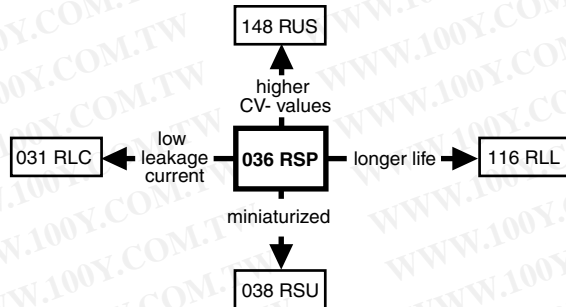 148 RUS
higher
CV- values
low
leakage
current
031 RLC
036 RSP
longer life
116 RLL
miniaturized
038 RSU
WWW.100Y.COM.TW